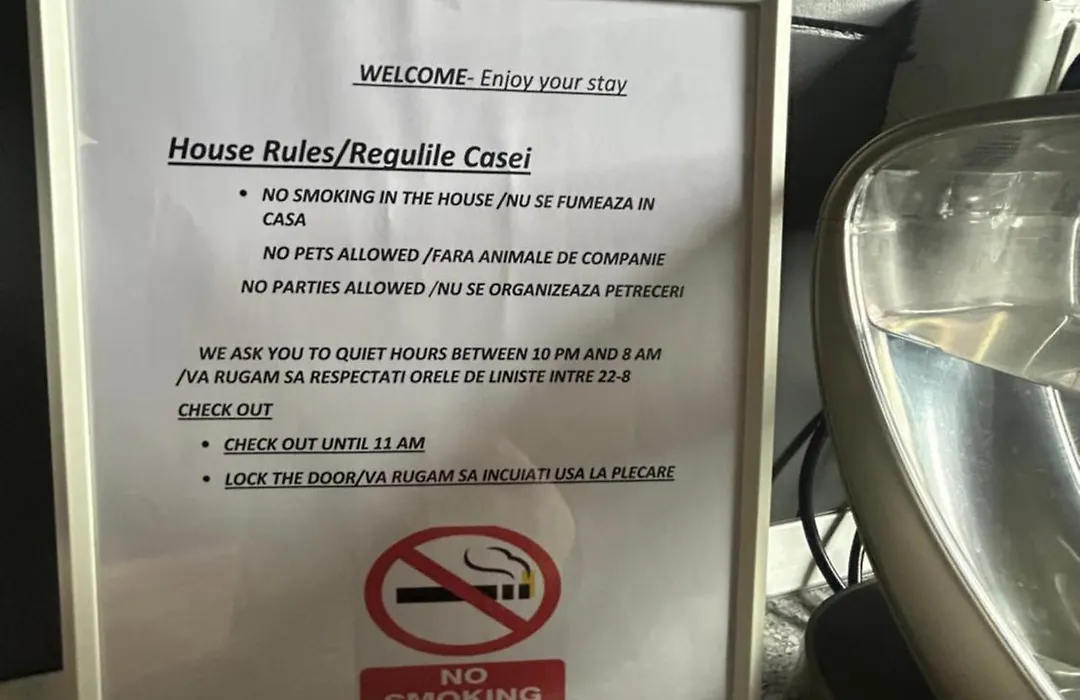 WELCOME- Enjoy your stay
House Rules/Regulile Casei
• NO SMOKING IN THE HOUSE /NU SE FUMEAZA IN
CASA
NO PETS ALLOWED /FARA ANIMALE DE COMPANIE
NO PARTIES ALLOWED /NU SE ORGANIZEAZA PETRECERI
WE ASK YOU TO QUIET HOURS BETWEEN 10 PM AND 8 AM
/VA RUGAM SA RESPECTATI ORELE DE LINISTE INTRE 22-8
CHECK OUT
• CHECK OUT UNTIL 11 AM
• LOCK THE DOOR/VA RUGAM SA INCUIATI USA LA PLECARE
NO
SMOKING